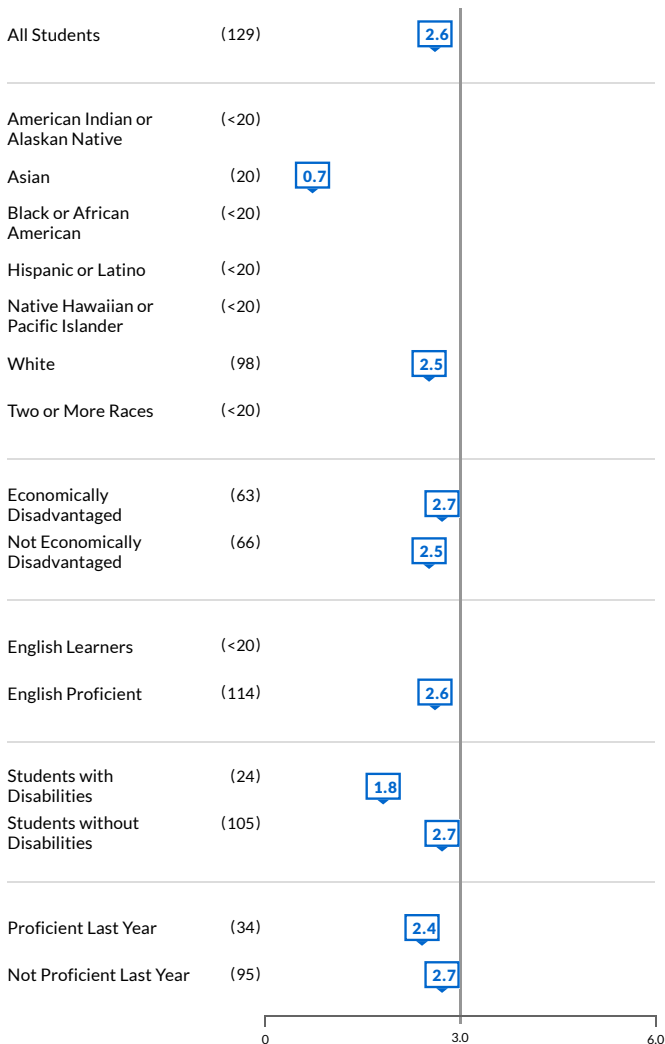 All Students (129) 2.6
American Indian or (<20)
Alaskan Native
Asian (20) 0.7
Black or African (<20)
American
Hispanic or Latino (<20)
Native Hawaiian or (<20)
Pacific Islander
White (98) 2.5
Two or More Races (<20)
Economically (63) 2.7
Disadvantaged
Not Economically (66) 2.5
Disadvantaged
English Learners (<20)
English Proficient (114) 2.6
Students with (24) 1.8
Disabilities
Students without (105) 2.7
Disabilities
Proficient Last Year (34) 2.4
Not Proficient Last Year (95) 2.7
0 3.0 6.0